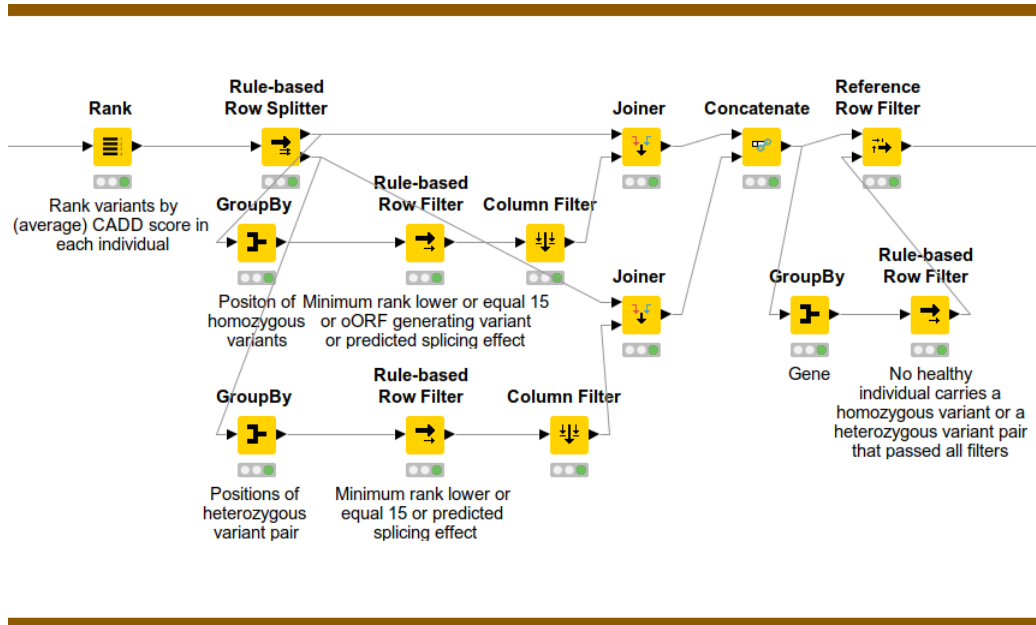 Rank
Rule-based
Row Splitter
Joiner
Concatenate
Reference
Row Filter
Rank variants by
(average) CADD score in
each individual
GroupBy
Rule-based
Row Filter
Column Filter
Positon of
homozygous
variants
Minimum rank lower or equal 15
or oORF generating variant
or predicted splicing effect
Joiner
GroupBy
Rule-based
Row Filter
Gene
No healthy
individual carries a
homozygous variant or a
heterozygous variant pair
that passed all filters
GroupBy
Rule-based
Row Filter
Column Filter
Positions of
heterozygous
variant pair
Minimum rank lower or
equal 15 or predicted
splicing effect